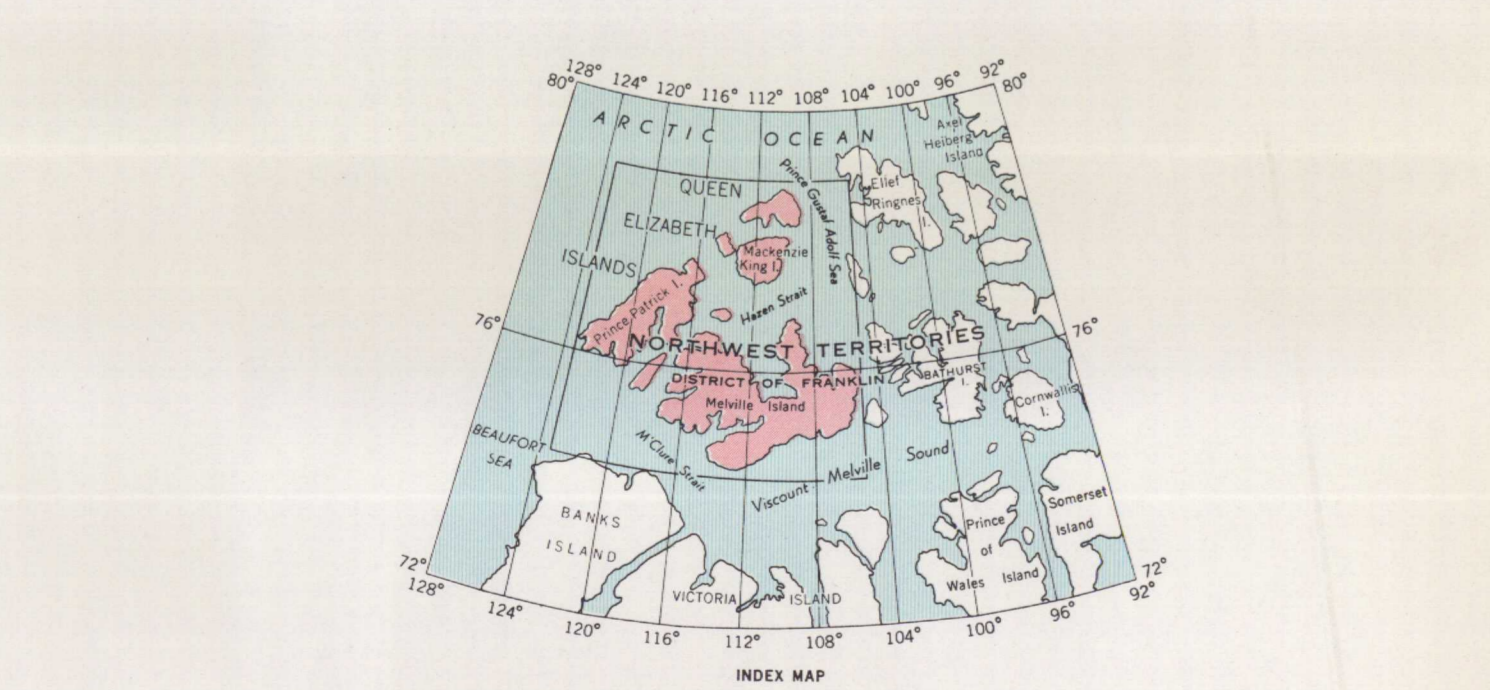 128° 124° 120° 116° 112° 108° 104° 100° 96° 92°
80° 80°
ARCTIC OCEAN
Axel
Heiberg
Island
Prince Gustaf Adolf Sea
QUEEN
ELIZABETH
ISLANDS
Ellef
Ringnes
I.
Mackenzie
King I.
Prince Patrick I.
Hazen Strait
76° 76°
NORTHWEST TERRITORIES
DISTRICT OF FRANKLIN
BATHURST
I.
Melville Island
Cornwallis
I.
BEAUFORT
SEA
M'Clure Strait
Viscount Melville Sound
BANKS
ISLAND
Prince
of
Wales Island
Somerset
Island
VICTORIA ISLAND
72° 72°
128° 124° 120° 116° 112° 108° 104° 100° 96° 92°
INDEX MAP